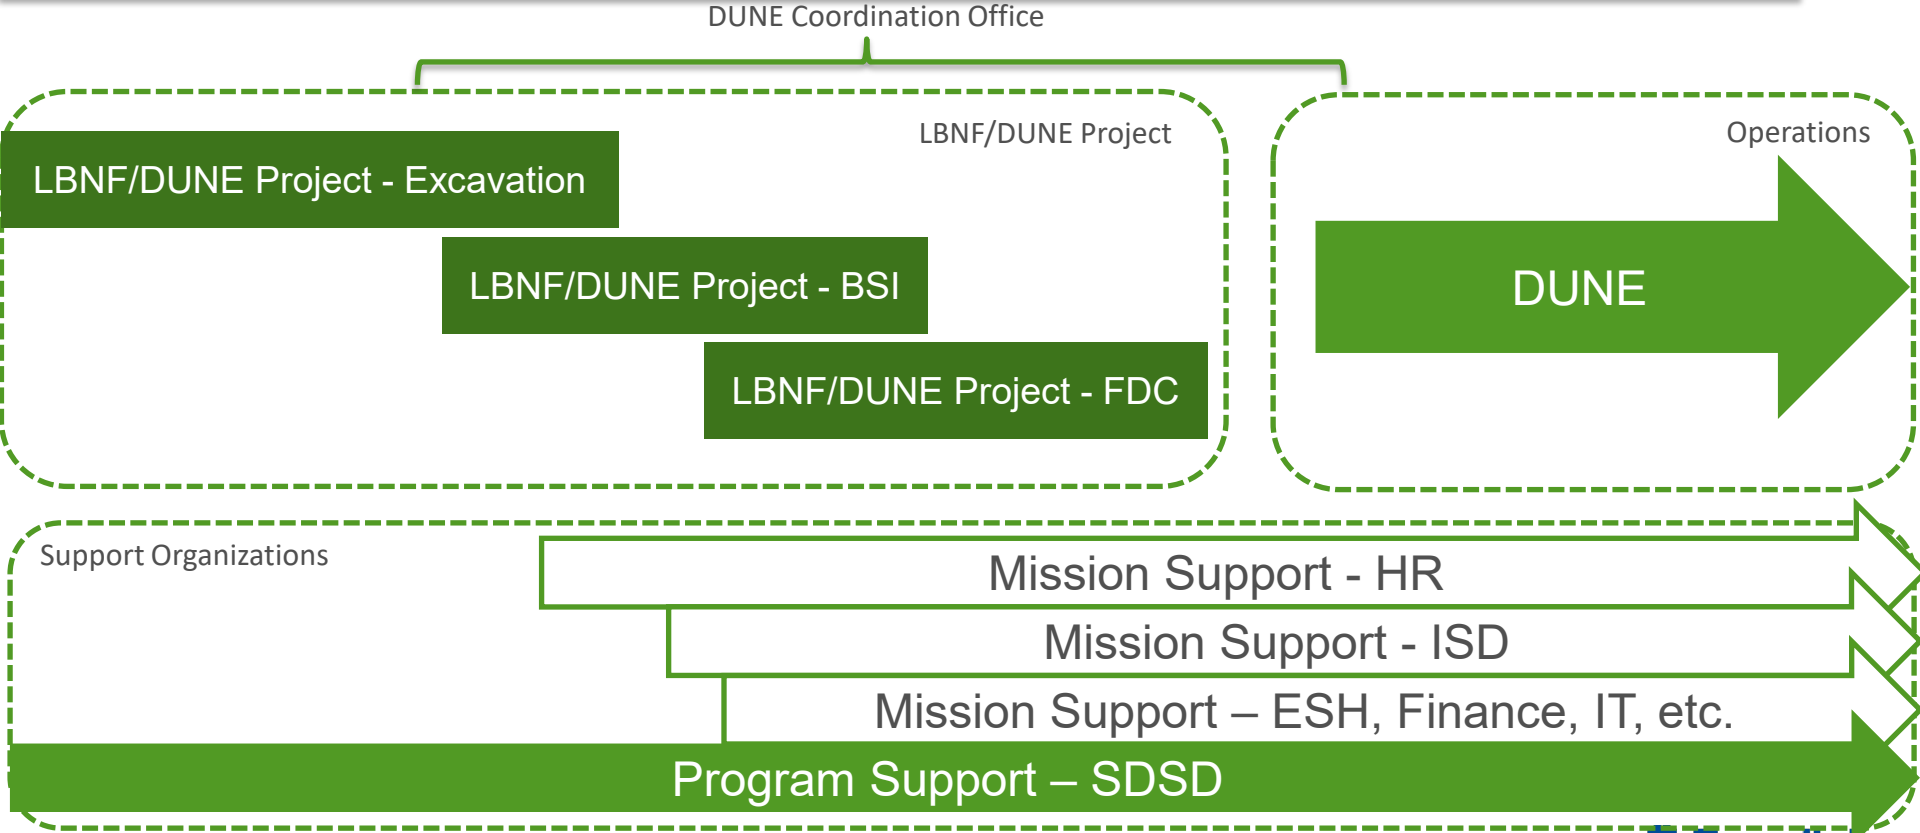 DUNE Coordination Office
LBNF/DUNE Project
Operations
LBNF/DUNE Project - Excavation
LBNF/DUNE Project - BSI
DUNE
LBNF/DUNE Project - FDC
Support Organizations
Mission Support - HR
Mission Support - ISD
Mission Support – ESH, Finance, IT, etc.
Program Support – SDSD